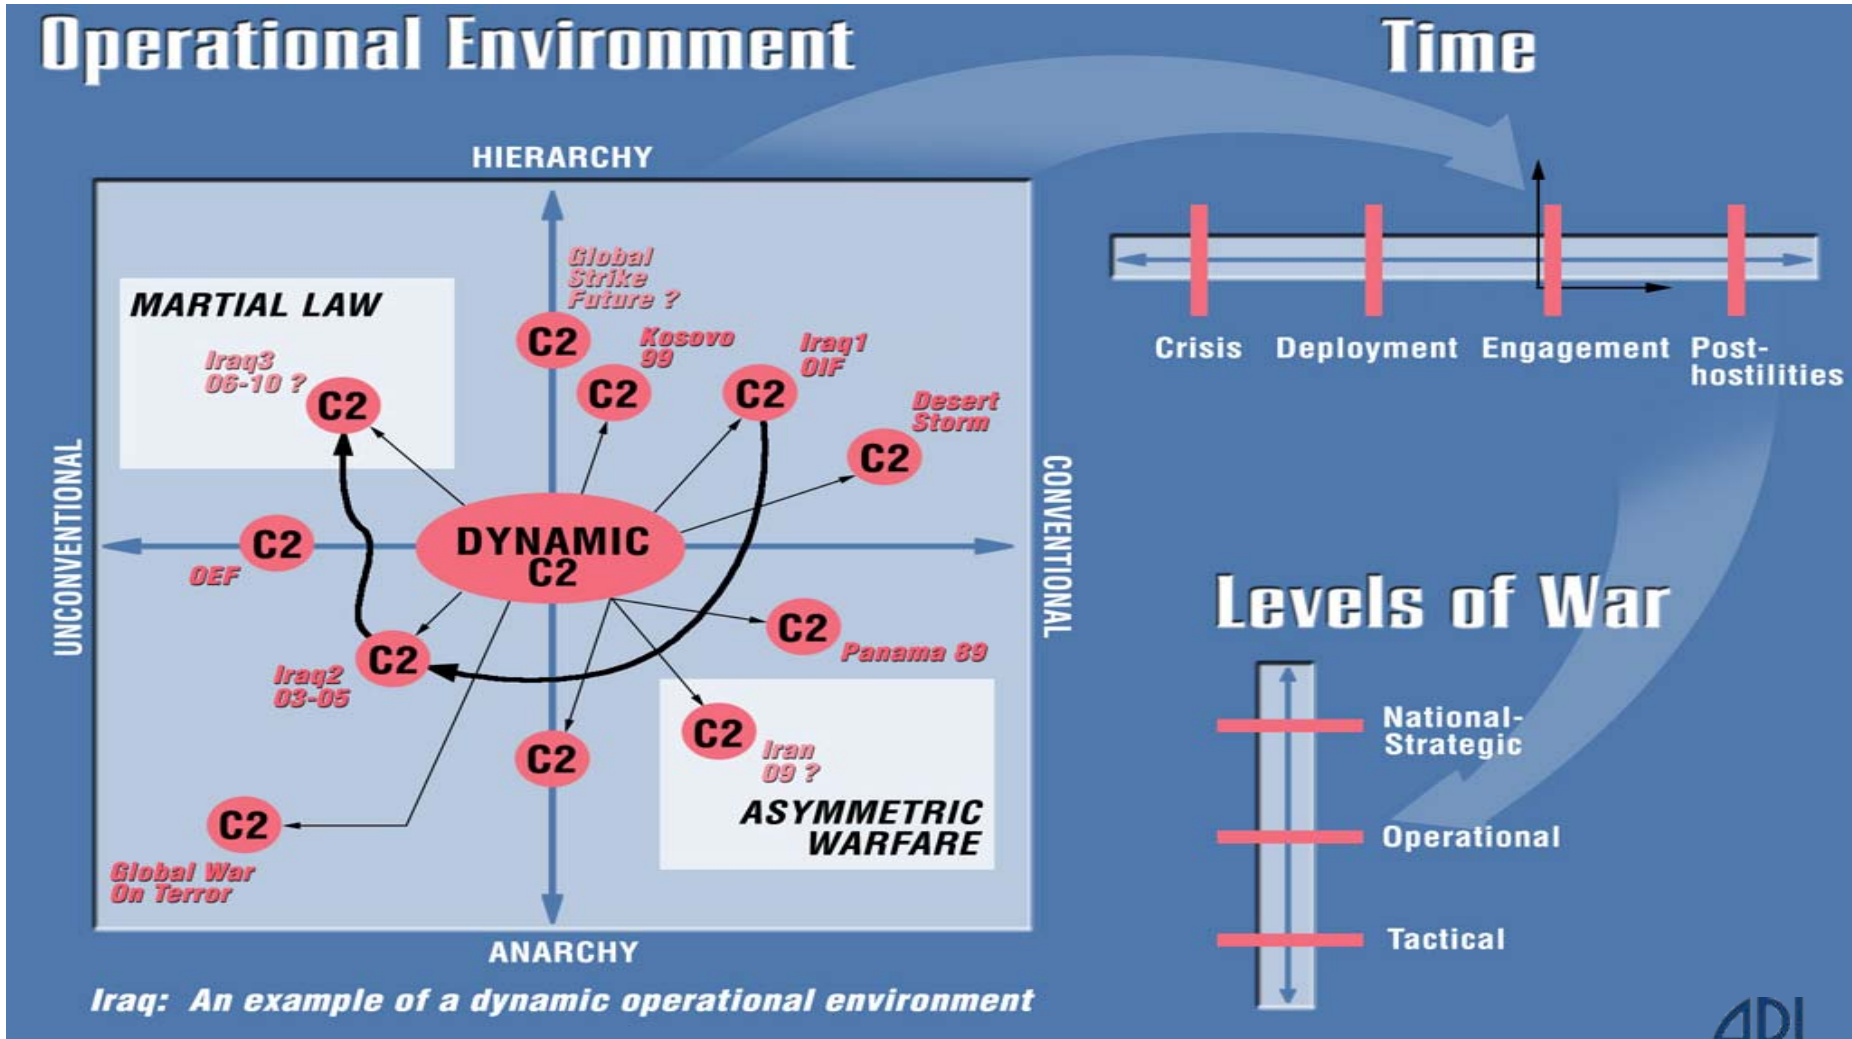 Operational Environment
Time
HIERARCHY
Global
Strike
Future ?
C2
MARTIAL LAW
Iraq3
06-10 ?
C2
Kosovo
99
C2
Iraq1
OIF
C2
Desert
Storm
C2
UNCONVENTIONAL
CONVENTIONAL
C2
OEF
DYNAMIC
C2
C2
Panama 89
C2
Iraq2
03-05
C2
Iran
09 ?
C2
ASYMMETRIC
WARFARE
C2
Global War
On Terror
ANARCHY
Iraq: An example of a dynamic operational environment
Crisis
Deployment
Engagement
Post-
hostilities
Levels of War
National-
Strategic
Operational
Tactical